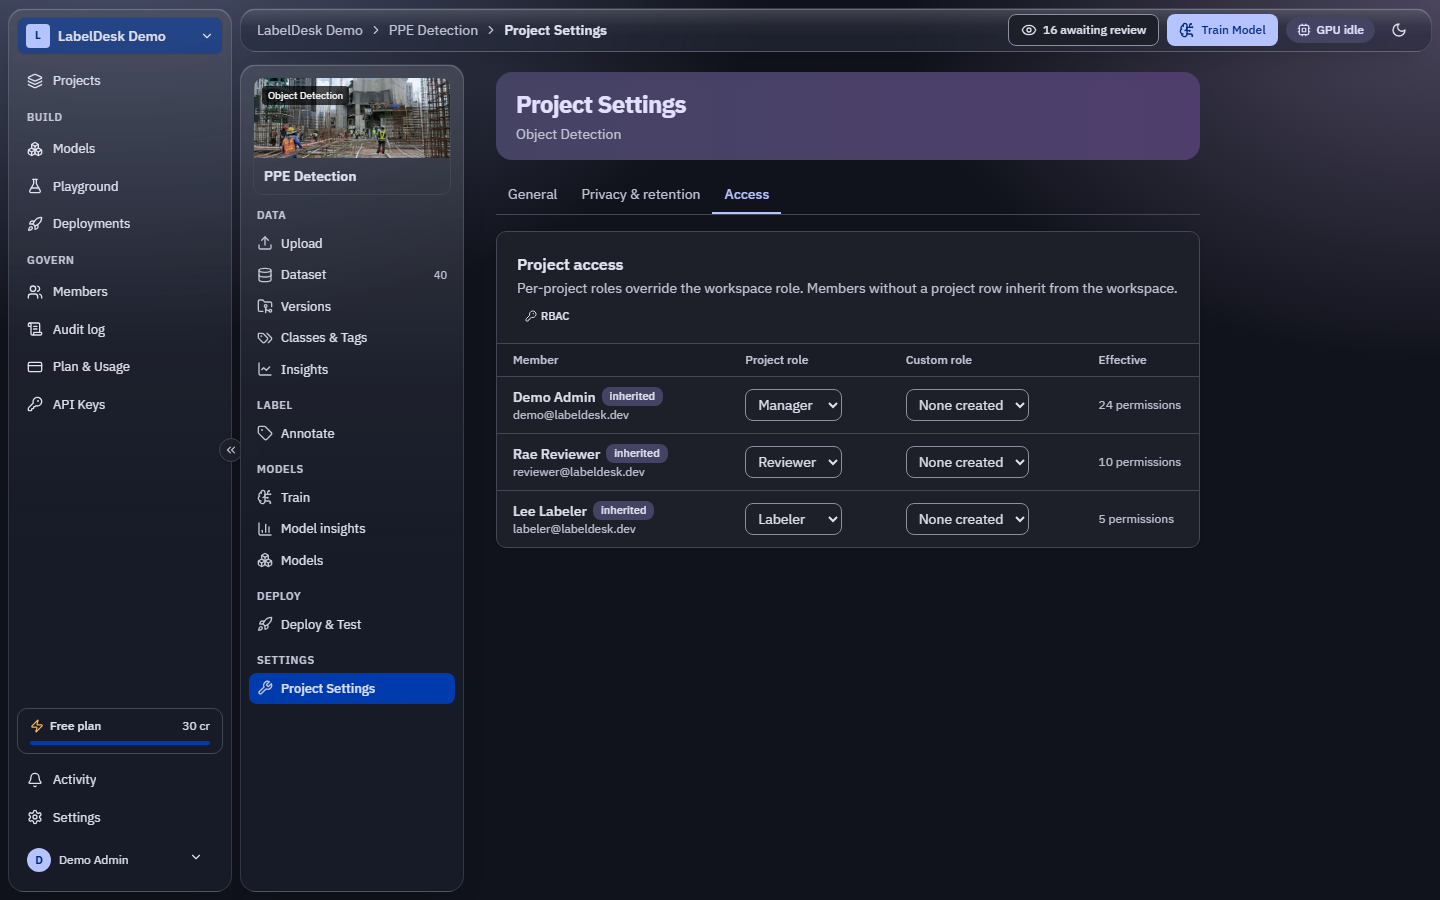 L
LabelDesk Demo
Projects
BUILD
Models
Playground
Deployments
GOVERN
Members
Audit log
Plan & Usage
API Keys
Free plan
30 cr
Activity
Settings
D
Demo Admin
LabelDesk Demo
PPE Detection
Project Settings
16 awaiting review
Train Model
GPU idle
Object Detection
PPE Detection
DATA
Upload
Dataset
40
Versions
Classes & Tags
Insights
LABEL
Annotate
MODELS
Train
Model insights
Models
DEPLOY
Deploy & Test
SETTINGS
Project Settings
Project Settings
Object Detection
General
Privacy & retention
Access
Project access
Per-project roles override the workspace role. Members without a project row inherit from the workspace.
RBAC
Member
Project role
Custom role
Effective
Demo Admin inherited
demo@labeldesk.dev
Manager
None created
24 permissions
Rae Reviewer inherited
reviewer@labeldesk.dev
Reviewer
None created
10 permissions
Lee Labeler inherited
labeler@labeldesk.dev
Labeler
None created
5 permissions